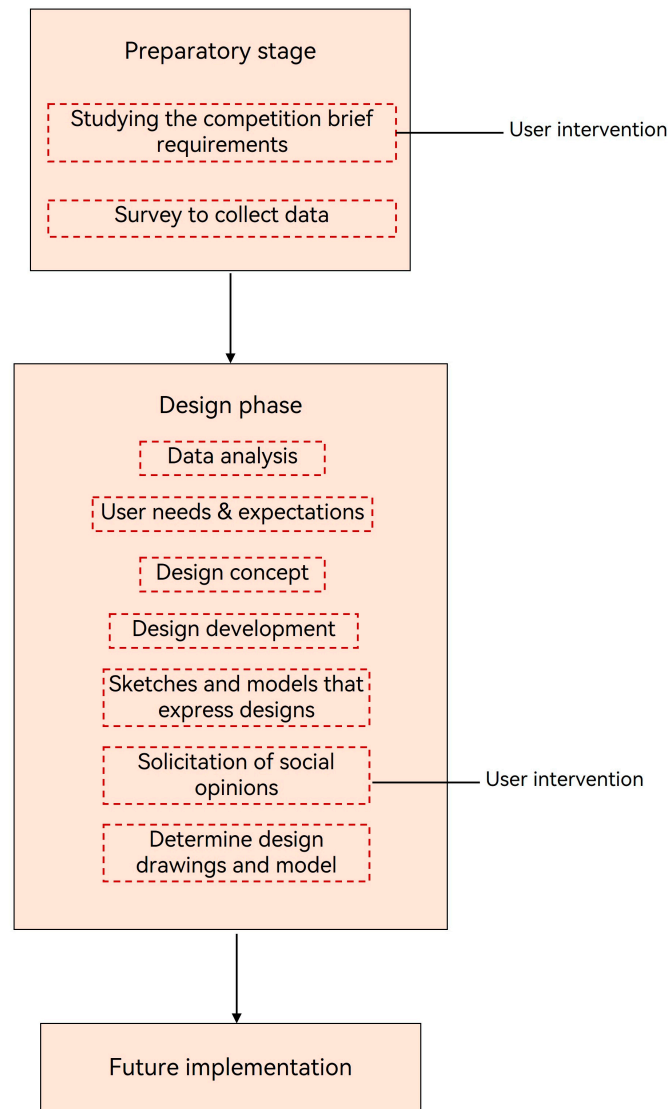 Preparatory stage
Studying the competition brief
requirements
User intervention
Survey to collect data
Design phase
Data analysis
User needs & expectations
Design concept
Design development
Sketches and models that
express designs
Solicitation of social
opinions
User intervention
Determine design
drawings and model
Future implementation